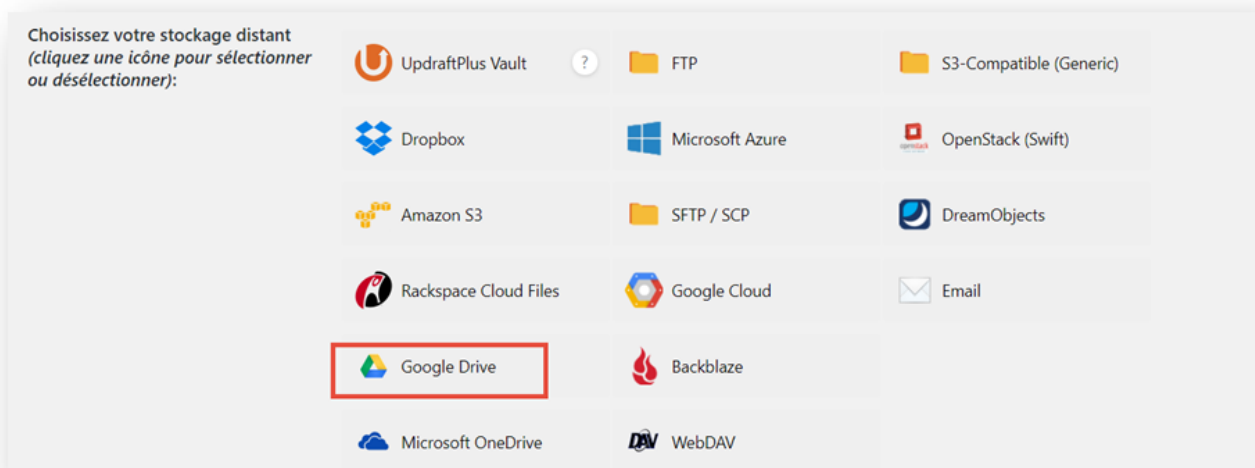 Choisissez votre stockage distant
(cliquez une icône pour sélectionner
ou désélectionner):
UpdraftPlus Vault ? FTP S3-Compatible (Generic)
Dropbox Microsoft Azure openstack OpenStack (Swift)
Amazon S3 SFTP / SCP DreamObjects
Rackspace Cloud Files Google Cloud Email
Google Drive Backblaze
Microsoft OneDrive DAV WebDAV